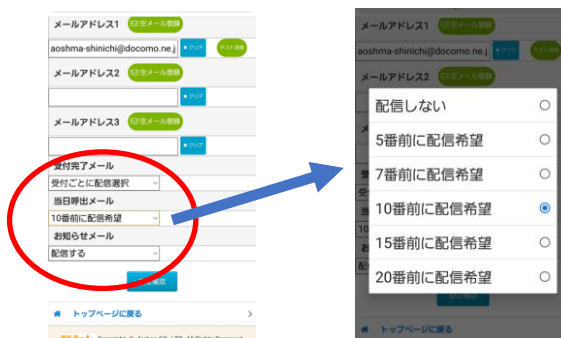 メールアドレス1 空メール登録
aoshma-shinichi@docomo.ne.j クリア テスト送信
メールアドレス2 空メール登録
クリア
メールアドレス3 空メール登録
クリア
受付完了メール
受付ごとに配信選択
当日呼出メール
10番前に配信希望
お知らせメール
配信する
トップページに戻る
メールアドレス1 空メール登録
aoshma-shinichi@docomo.ne.j クリア テスト送信
メールアドレス2 空メール登録
配信しない
5番前に配信希望
7番前に配信希望
10番前に配信希望
15番前に配信希望
20番前に配信希望
トップページに戻る